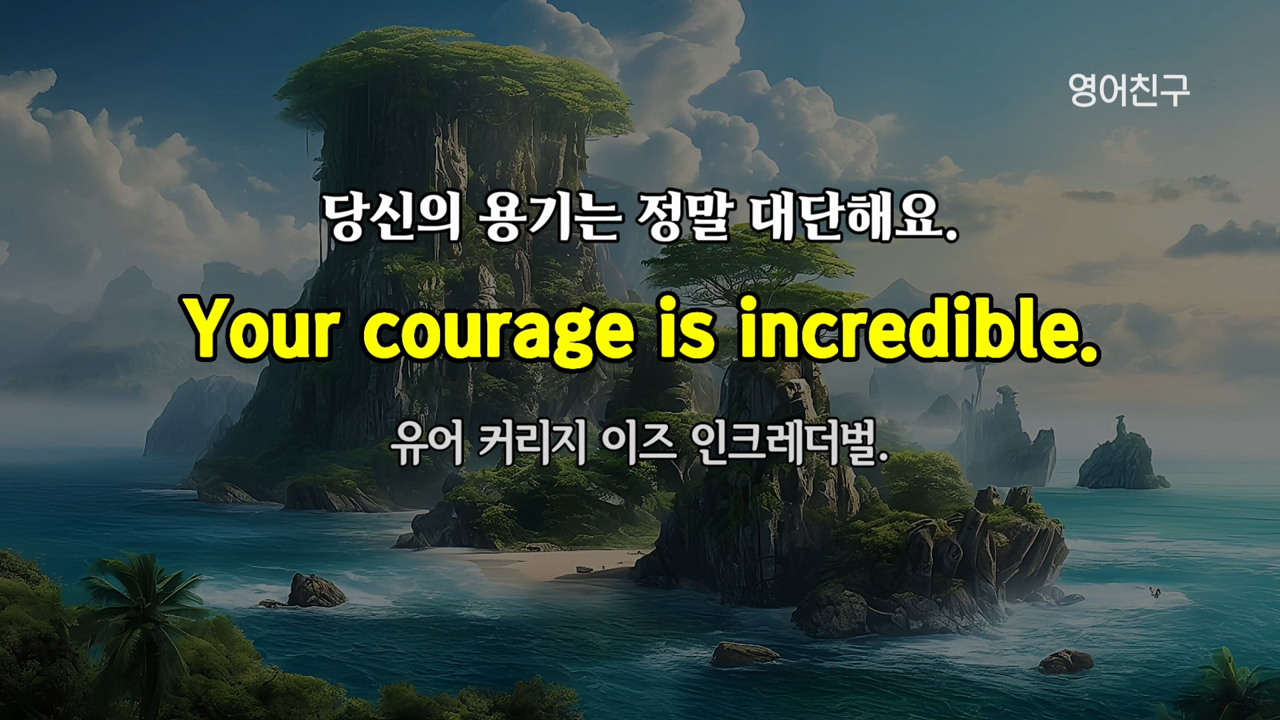 영어친구
당신의 용기는 정말 대단해요.
Your courage is incredible.
유어 커리지 이즈 인크레더벌.